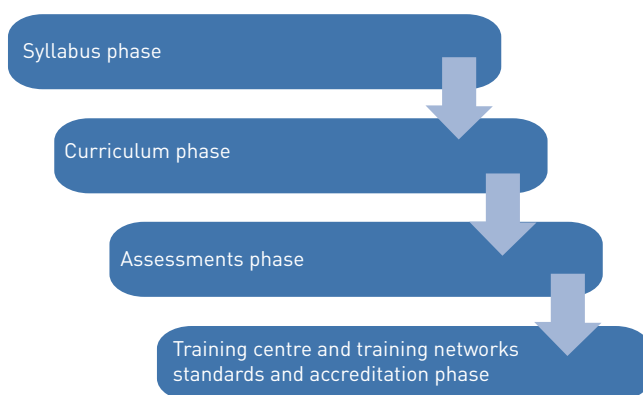 Syllabus phase
Curriculum phase
Assessments phase
Training centre and training networks
standards and accreditation phase